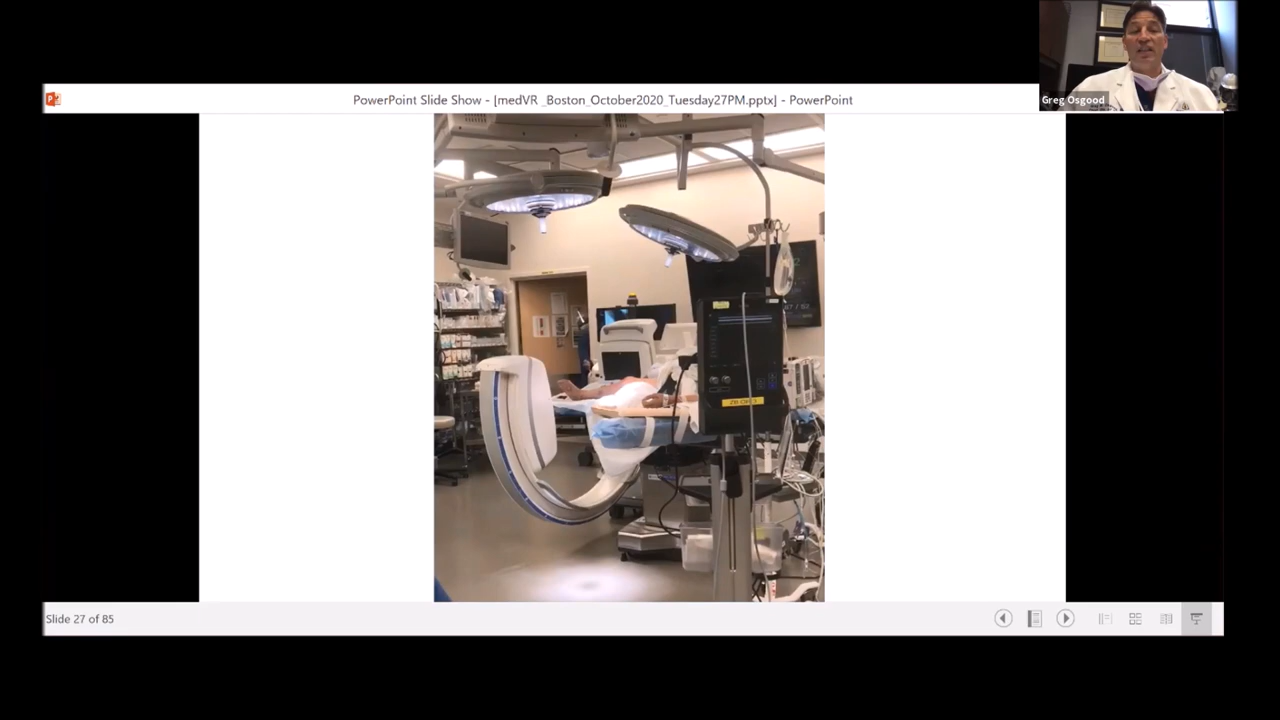 PowerPoint Slide Show - [medVR _Boston_October2020_Tuesday27PM.pptx] - PowerPoint
Greg Osgood
Slide 27 of 85